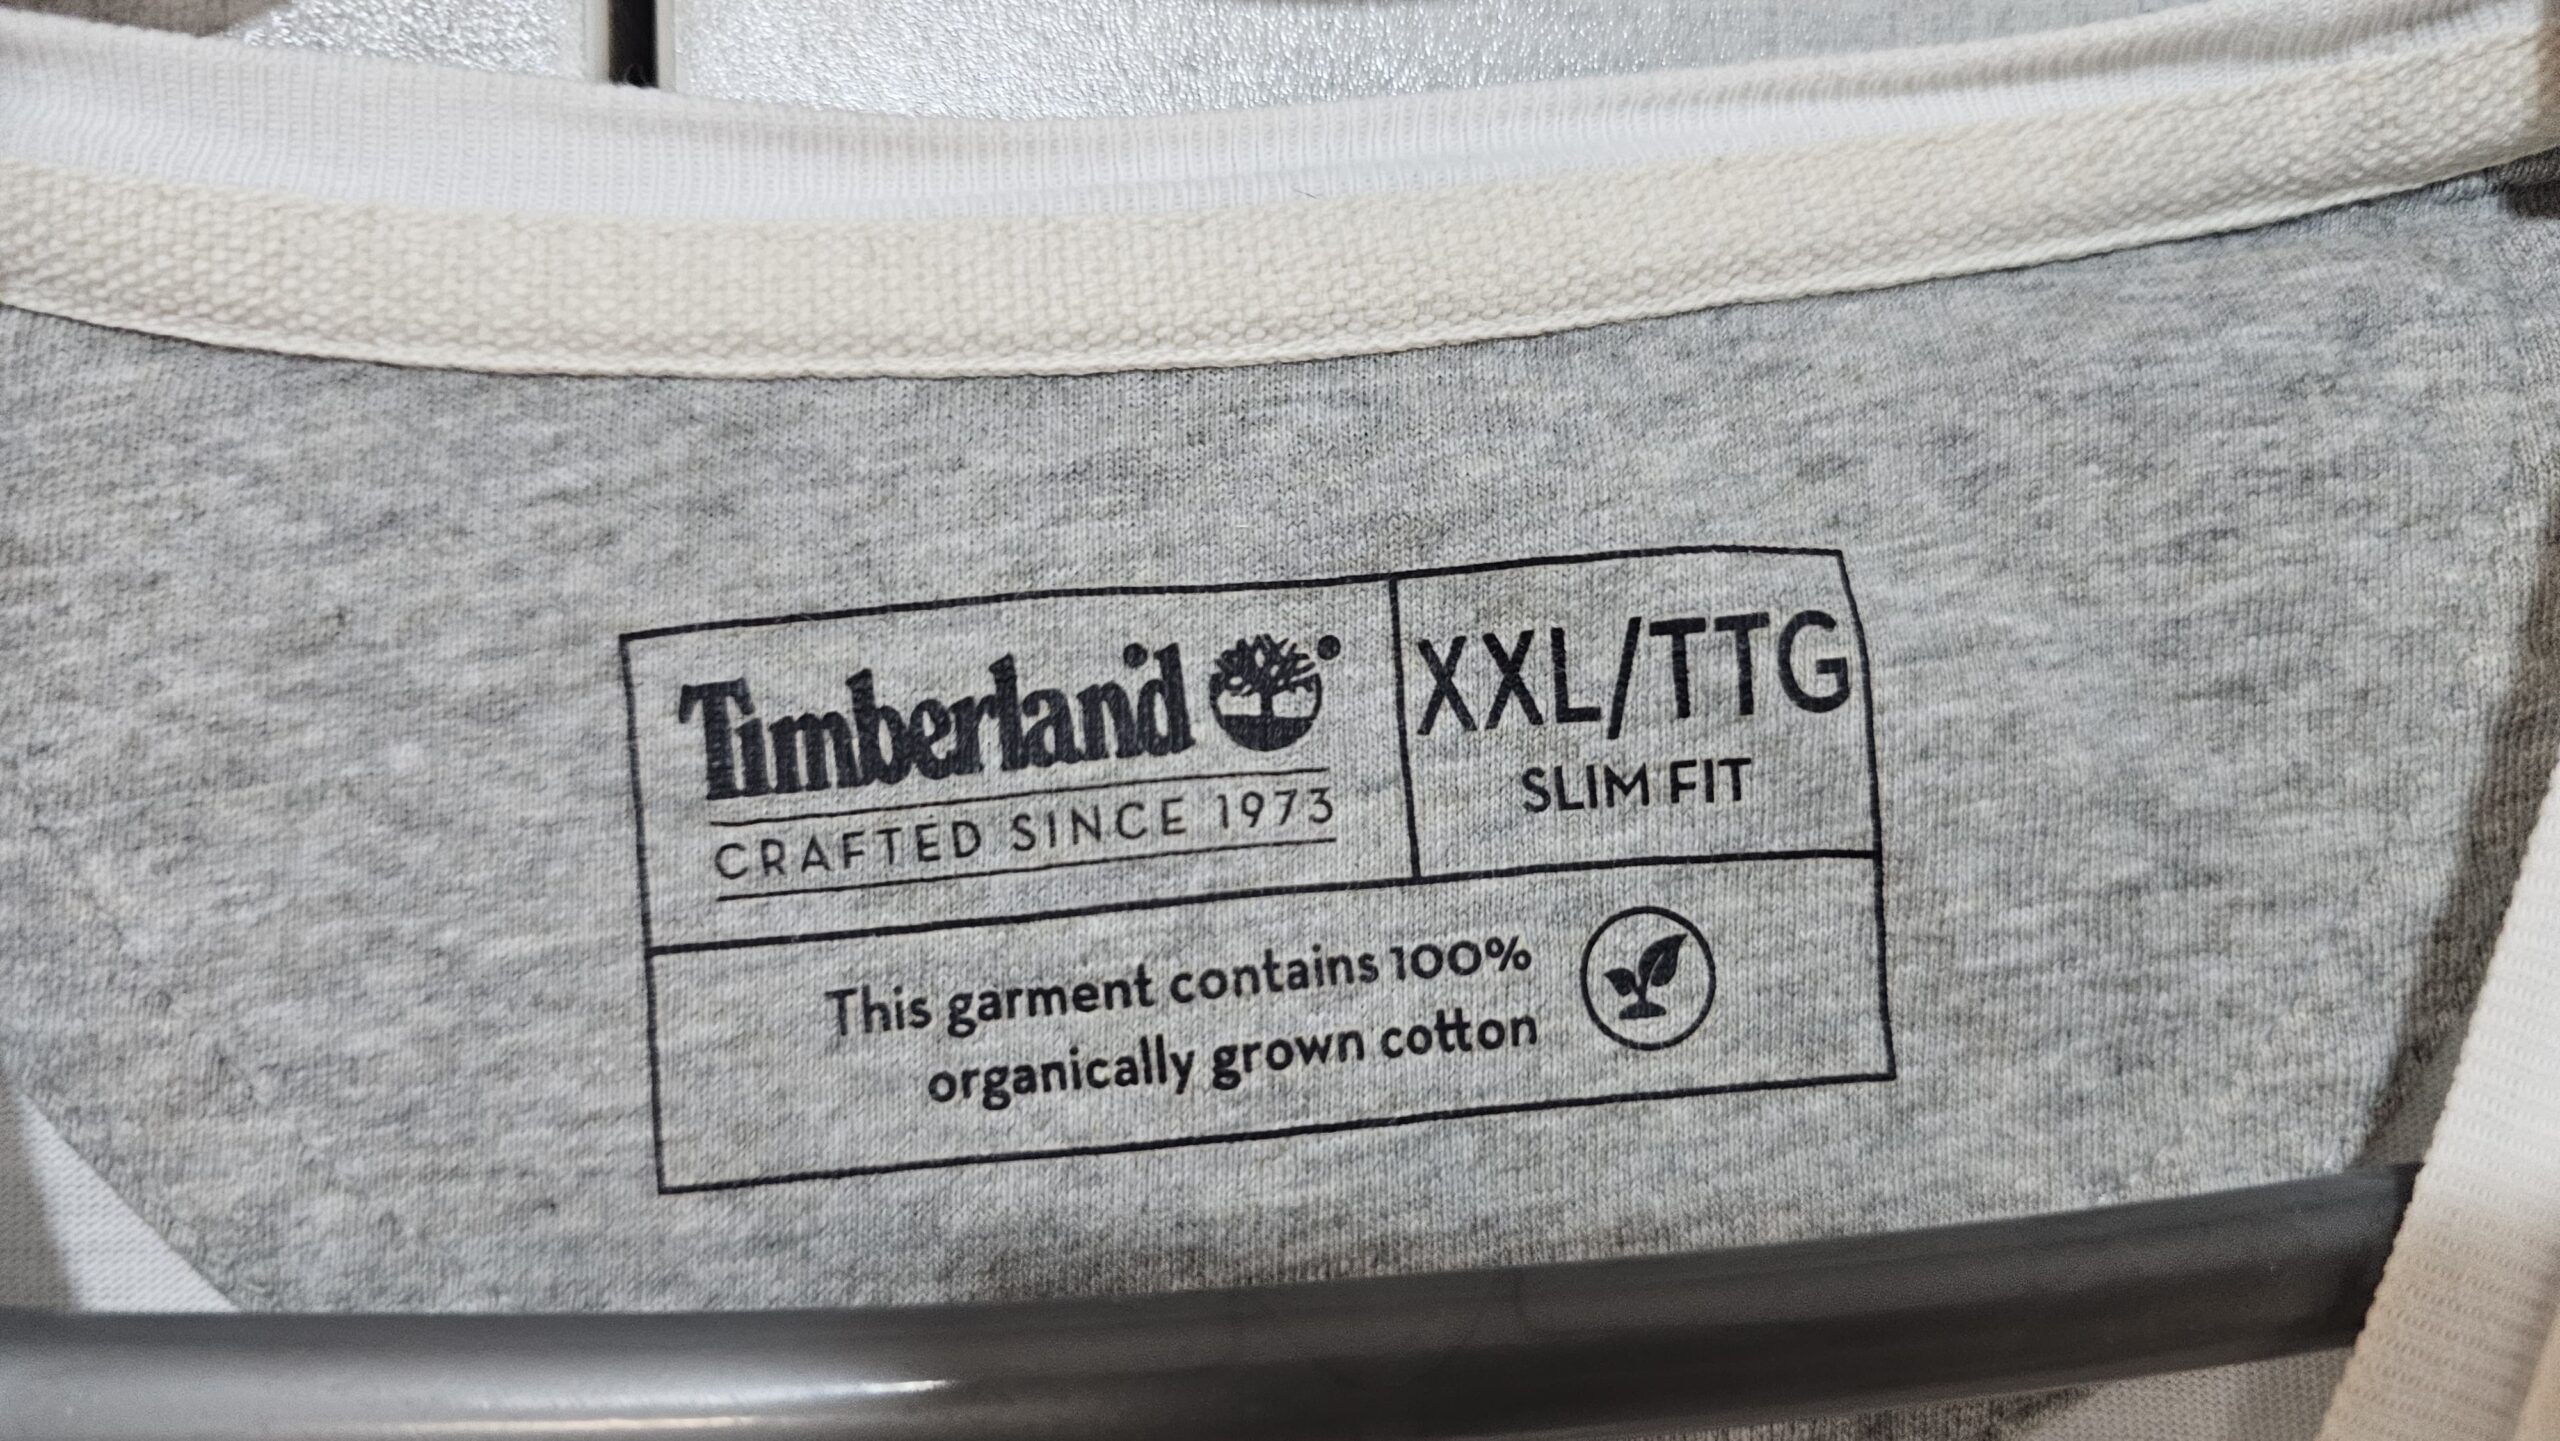 Timberland
CRAFTED SINCE 1973
XXL/TTG
SLIM FIT
This garment contains 100%
organically grown cotton